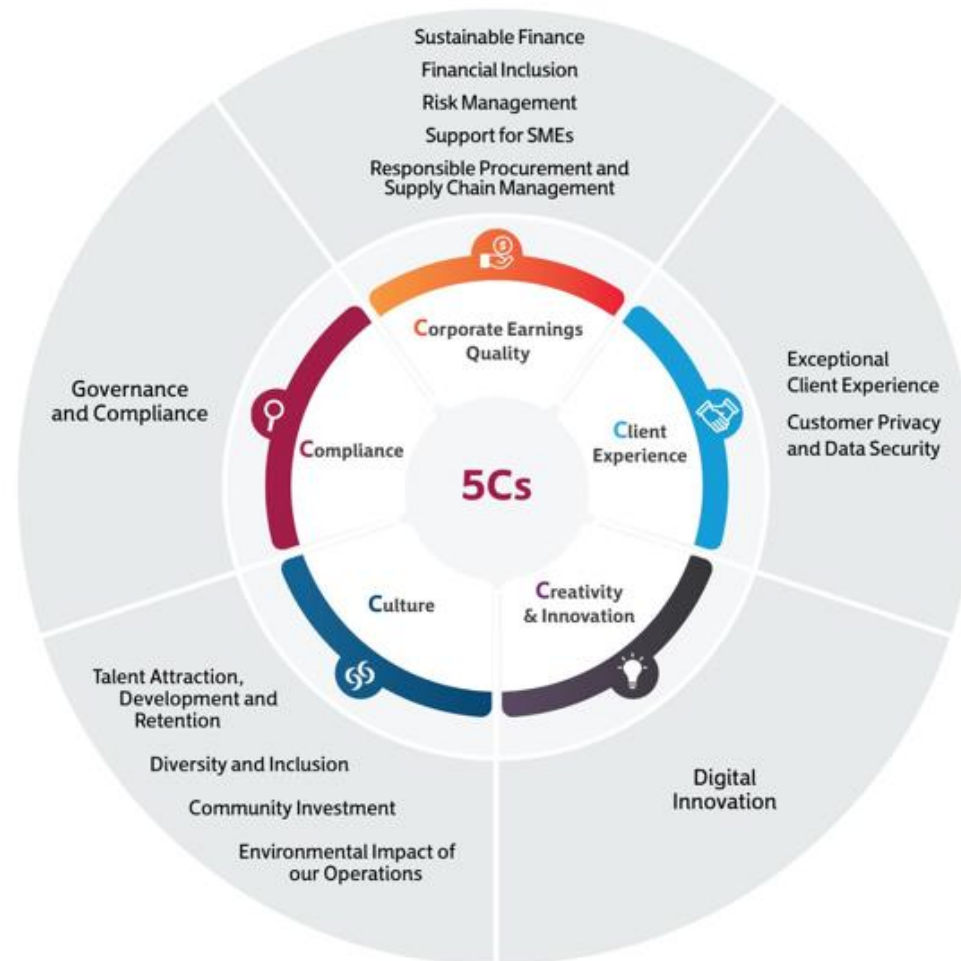 Sustainable Finance
Financial Inclusion
Risk Management
Support for SMEs
Responsible Procurement and
Supply Chain Management
Corporate Earnings
Quality
Exceptional
Client Experience
Customer Privacy
and Data Security
Client
Experience
Governance
and Compliance
Compliance
5Cs
Culture
Creativity
& Innovation
Talent Attraction,
Development and
Retention
Diversity and Inclusion
Community Investment
Environmental Impact of
our Operations
Digital
Innovation